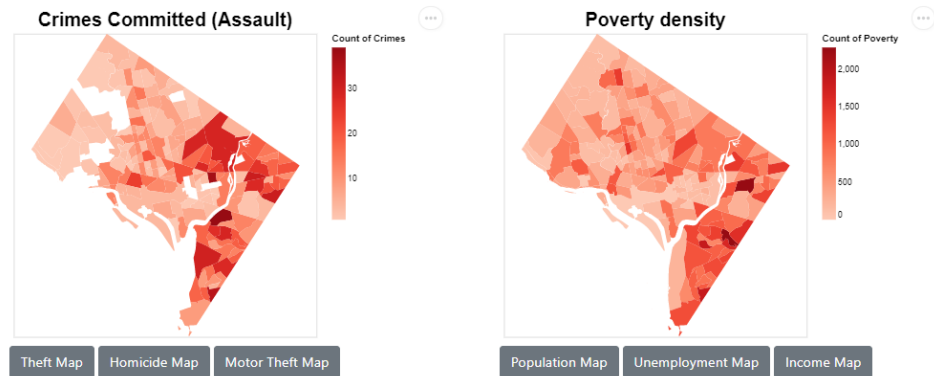 Crimes Committed (Assault)
Count of Crimes
30
20
10
Theft Map
Homicide Map
Motor Theft Map
Poverty density
Count of Poverty
2,000
1,500
1,000
500
0
Population Map
Unemployment Map
Income Map